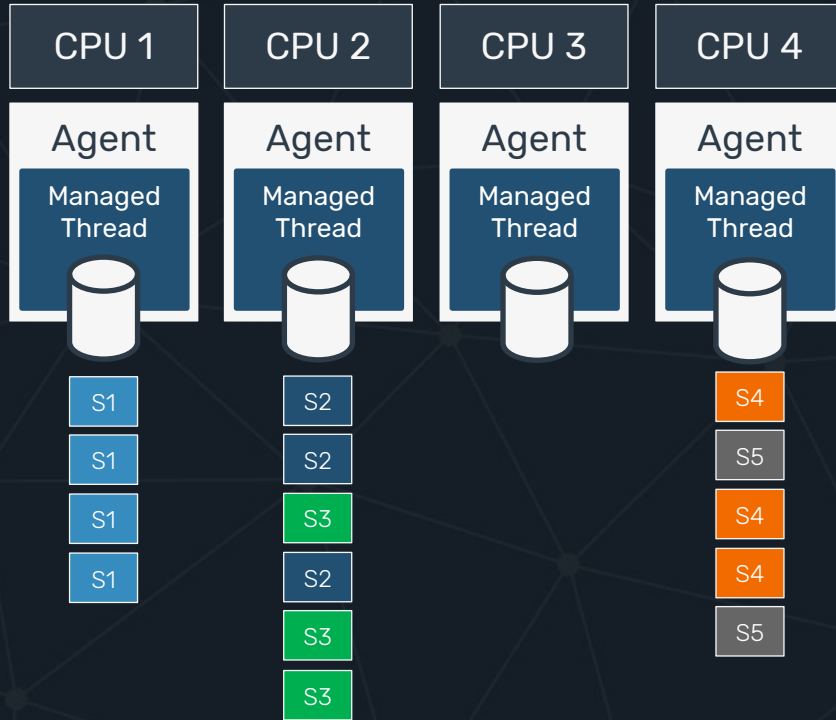 CPU 1
CPU 2
CPU 3
CPU 4
Agent
Agent
Agent
Agent
Managed
Thread
Managed
Thread
Managed
Thread
Managed
Thread
S1
S1
S1
S1
S2
S2
S3
S2
S3
S3
S4
S5
S4
S4
S5